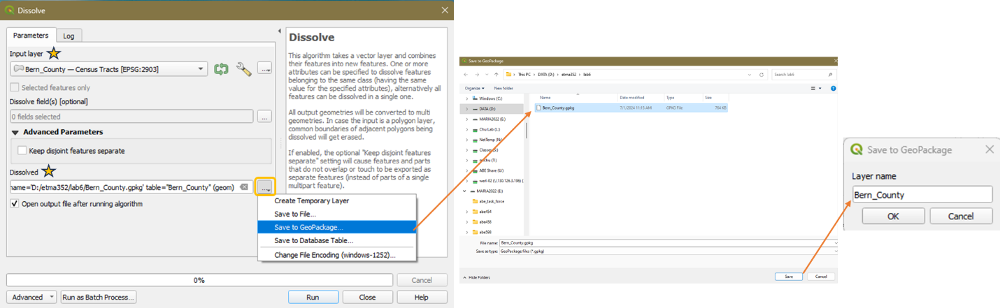 Dissolve
Parameters
Log
Input layer
Bern_County — Census Tracts [EPSG:2903]
...
Selected features only
Dissolve field(s) [optional]
0 fields selected
...
Advanced Parameters
Keep disjoint features separate
Dissolved
name='D:/etma352/lab6/Bern_County.gpkg' table="Bern_County" (geom)
...
Open output file after running algorithm
Dissolve
This algorithm takes a vector layer and combines
their features into new features. One or more
attributes can be specified to dissolve features
belonging to the same class (having the same
value for the specified attributes), alternatively all
features can be dissolved in a single one.
All output geometries will be converted to multi
geometries. In case the input is a polygon layer,
common boundaries of adjacent polygons being
dissolved will get erased.
If enabled, the optional "Keep disjoint features
separate" setting will cause features and parts
that do not overlap or touch to be exported as
separate features (instead of parts of a single
multipart feature).
Create Temporary Layer
Save to File...
Save to GeoPackage...
Save to Database Table...
Change File Encoding (windows-1252)...
0%
Cancel
Advanced
Run as Batch Process...
Run
Close
Help
Save to GeoPackage
This PC > DATA (D:) > etma352 > lab6
Search lab6
Organize
New folder
Name
Date modified
Type
Size
Bern_County.gpkg
7/1/2024 11:15 AM
GPKG File
764 KB
Windows (C:)
DATA (D:)
MARIA2022 (E:)
Chu Lab (L:)
NetTemp (N:)
Classes (S:)
michu (T:)
ABE Share (U:)
werl-02 (\\130.126.3.196) (
MARIA2022 (E:)
abe_task_force
abe454
abe458
abe598
File name:
Bern_County.gpkg
Save as type:
GeoPackage files (*.gpkg)
Hide Folders
Save
Cancel
Save to GeoPackage
Layer name
Bern_County
OK
Cancel